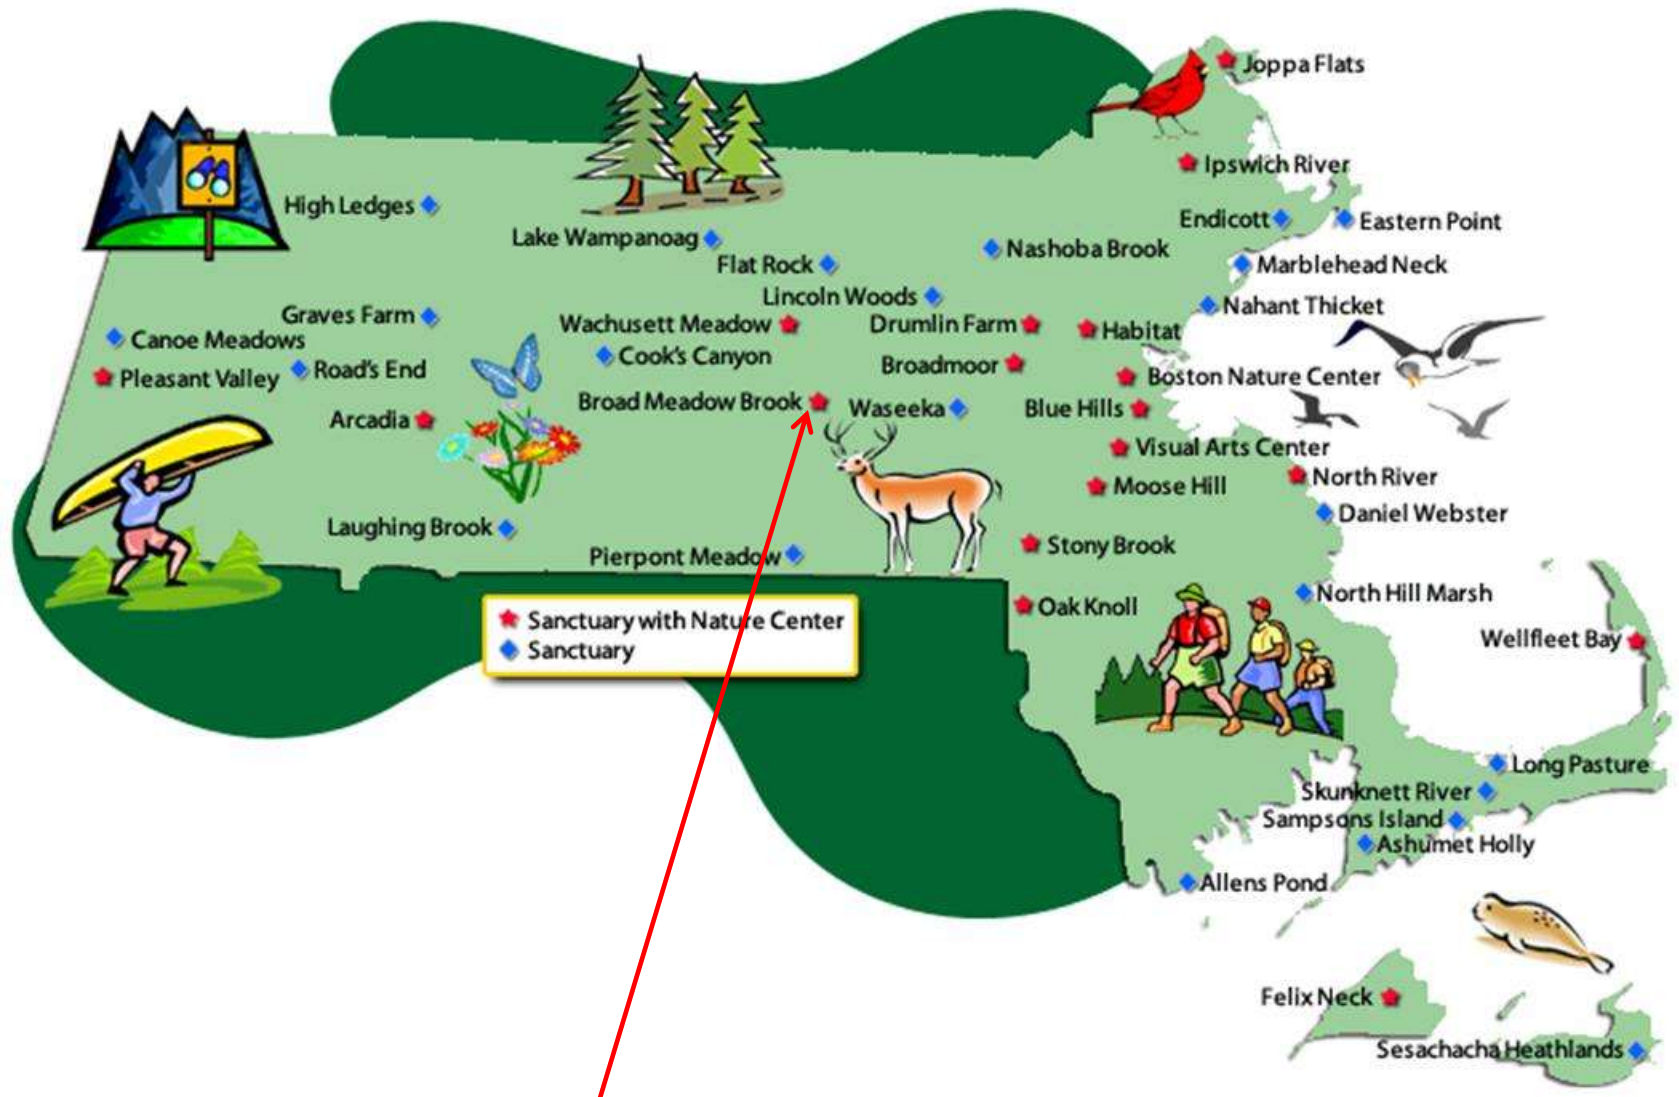 Joppa Flats
Ipswich River
High Ledges
Endicott
Eastern Point
Lake Wampanoag
Nashoba Brook
Flat Rock
Marblehead Neck
Lincoln Woods
Nahant Thicket
Graves Farm
Wachusett Meadow
Drumlin Farm
Habitat
Canoe Meadows
Cook's Canyon
Road's End
Broadmoor
Pleasant Valley
Boston Nature Center
Broad Meadow Brook
Waseeka
Blue Hills
Arcadia
Visual Arts Center
North River
Moose Hill
Daniel Webster
Laughing Brook
Stony Brook
Pierpont Meadow
North Hill Marsh
Oak Knoll
Sanctuary with Nature Center
Sanctuary
Wellfleet Bay
Long Pasture
Skunknett River
Sampsons Island
Ashumet Holly
Allens Pond
Felix Neck
Sesachacha Heathlands